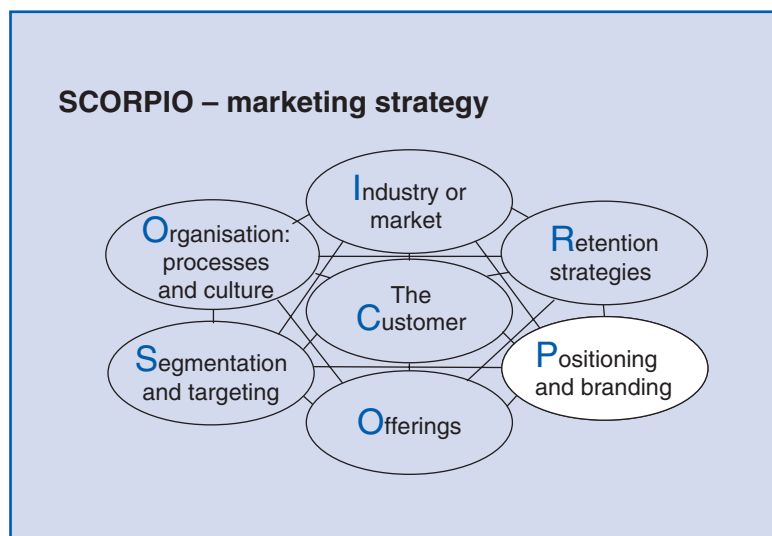 SCORPIO – marketing strategy
Industry or
market
Organisation:
processes
and culture
Retention
strategies
The
Customer
Segmentation
and targeting
Positioning
and branding
Offerings